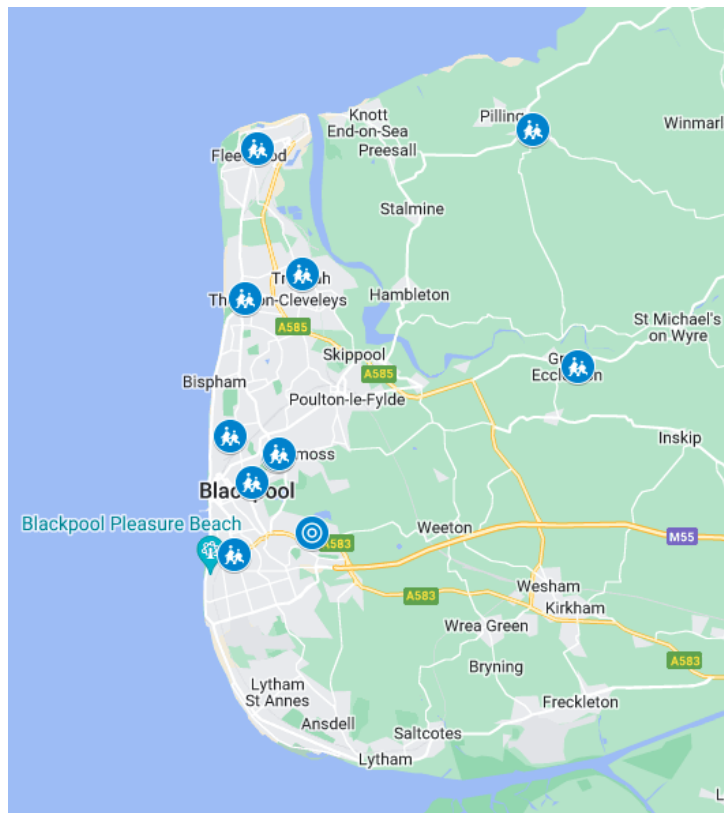 Knott
End-on-Sea
Pilling
Winmarl
Preesall
Stalmine
Hambleton
A585
St Michael's
on Wyre
Skippool
A585
Bispham
Poulton-le-Fylde
Inskip
Blackpool Pleasure Beach
Weeton
A583
M55
Wesham
A583
Kirkham
Wrea Green
Bryning
A583
Lytham
St Annes
Freckleton
Ansdell
Saltcotes
Lytham
L